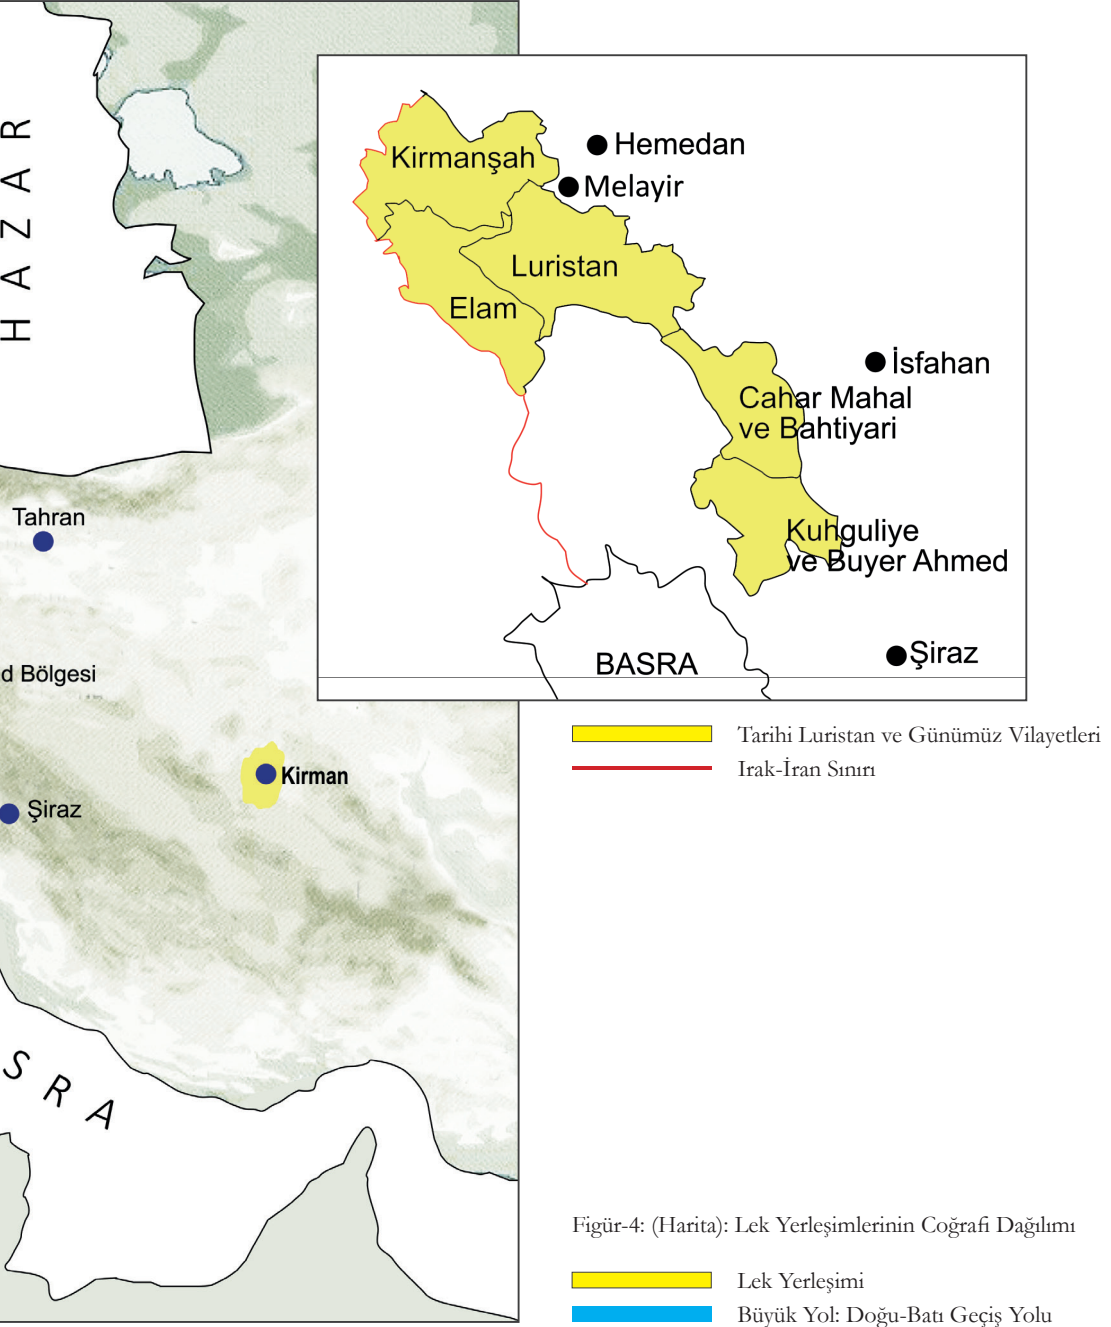 HAZAR
Tahran
d Bölgesi
Kirman
Şiraz
SRA
Kirmanşah
Hemedan
Melayir
Luristan
Elam
İsfahan
Cahar Mahal
ve Bahtiyari
Kuhguliye
ve Buyer Ahmed
BASRA
Şiraz
Tarihi Luristan ve Günümüz Vilayetleri
Irak-İran Sınırı
Figür-4: (Harita): Lek Yerleşimlerinin Coğrafi Dağılımı
Lek Yerleşimi
Büyük Yol: Doğu-Batı Geçiş Yolu